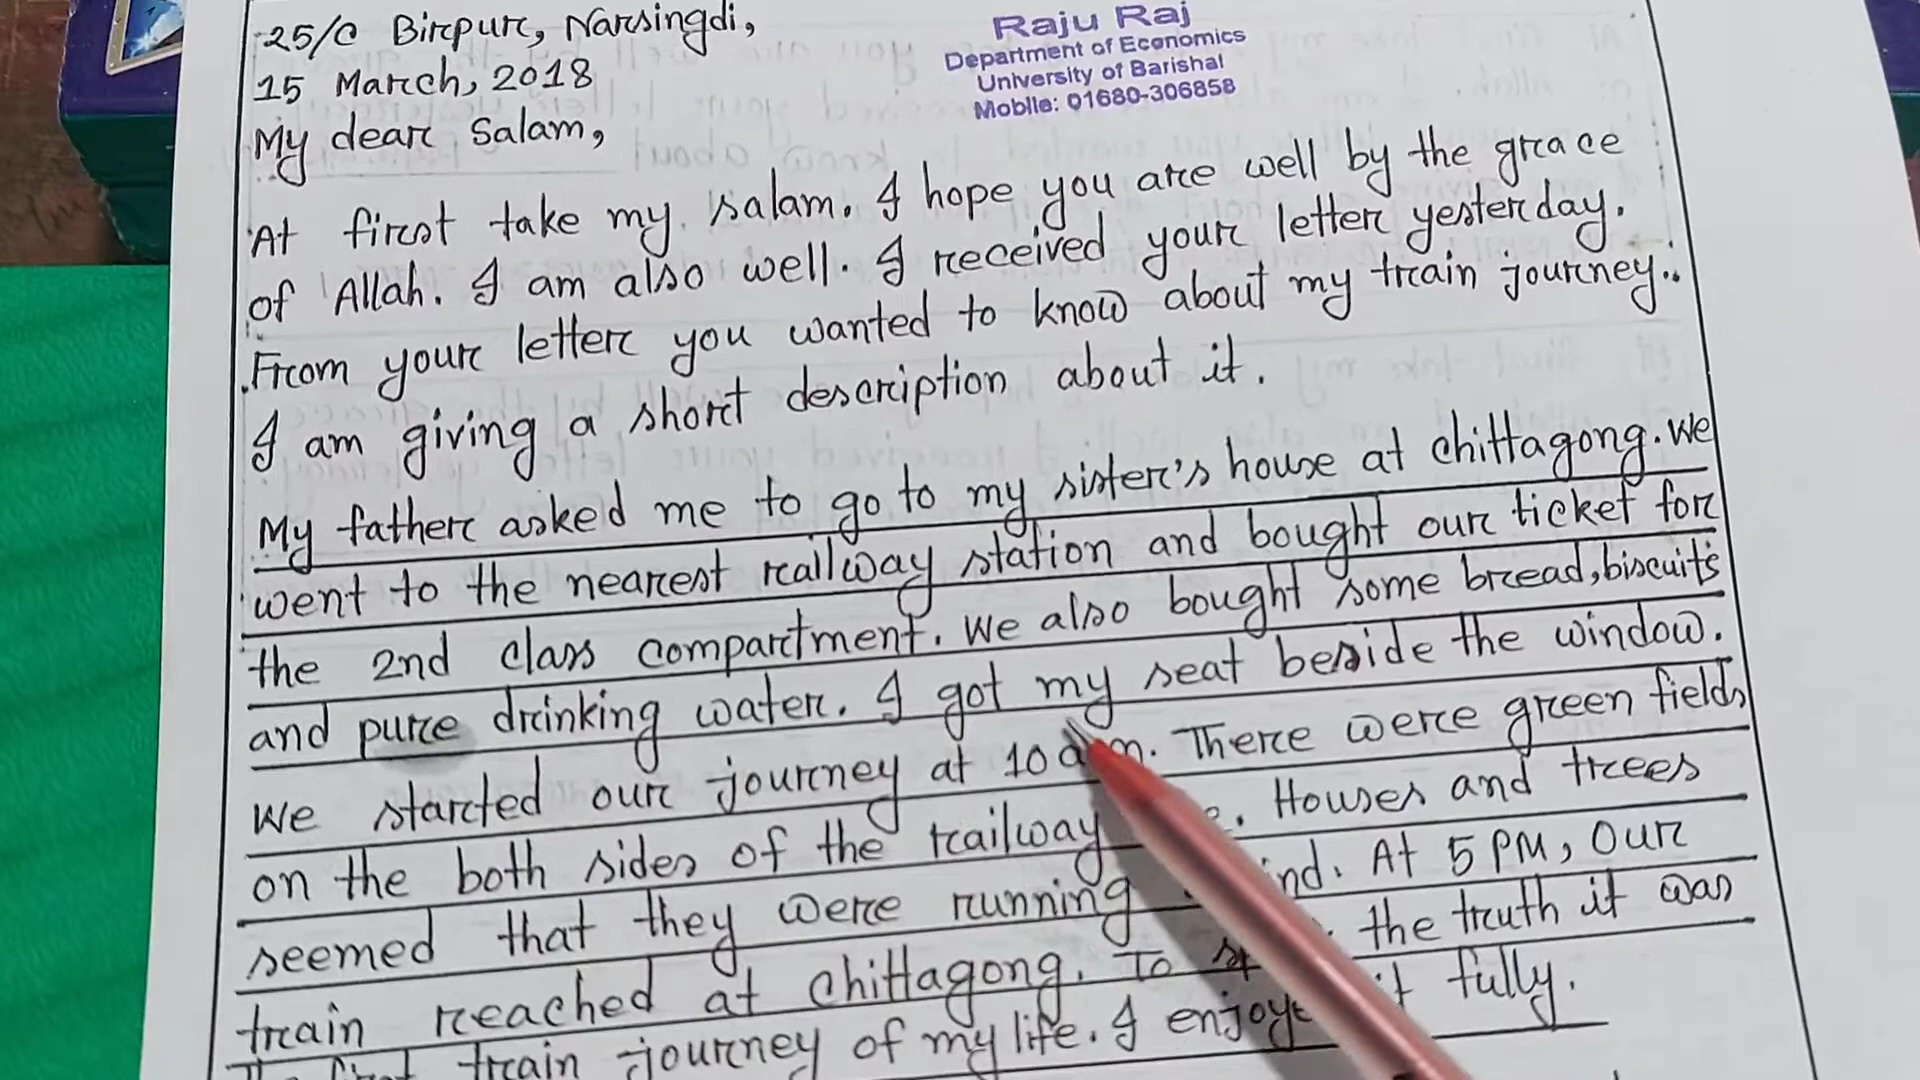 25/C Birpur, Narsingdi,
15 March, 2018
Raju Raj
Department of Economics
University of Barishal
Mobile: 01680-306858
My dear Salam,
At first take my salam. I hope you are well by the grace
of Allah. I am also well. I received your letter yesterday.
From your letter you wanted to know about my train journey..
I am giving a short description about it.
My father asked me to go to my sister's house at chittagong. We
went to the nearest railway station and bought our ticket for
the 2nd class compartment. We also bought some bread, biscuits
and pure drinking water. I got my seat beside the window.
We started our journey at 10 am. There were green fields
on the both sides of the railway . Houses and trees
seemed that they were running . At 5 PM, Our
train reached at chittagong. To the truth it was
first train journey of my life. I it fully.